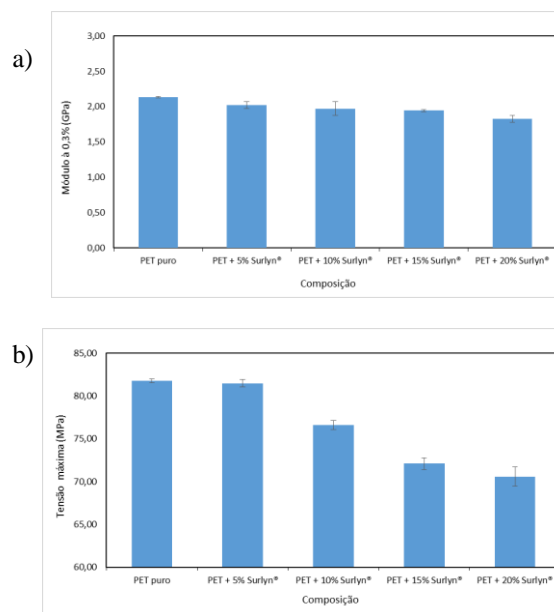 a)
3,00
2,50
2,00
1,50
1,00
0,50
0,00
Módulo à 0,3% (GPa)
PET puro
PET + 5% Surlyn®
PET + 10% Surlyn®
PET + 15% Surlyn®
PET + 20% Surlyn®
Composição
b)
85,00
80,00
75,00
70,00
65,00
60,00
Tensão máxima (MPa)
PET puro
PET + 5% Surlyn®
PET + 10% Surlyn®
PET + 15% Surlyn®
PET + 20% Surlyn®
Composição